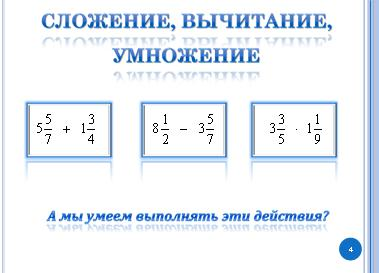 СЛОЖЕНИЕ, ВЫЧИТАНИЕ,
УМНОЖЕНИЕ
5 5/7 + 1 3/4    8 1/2 − 3 5/7    3 3/5 · 1 1/9
А мы умеем выполнять эти действия?
4